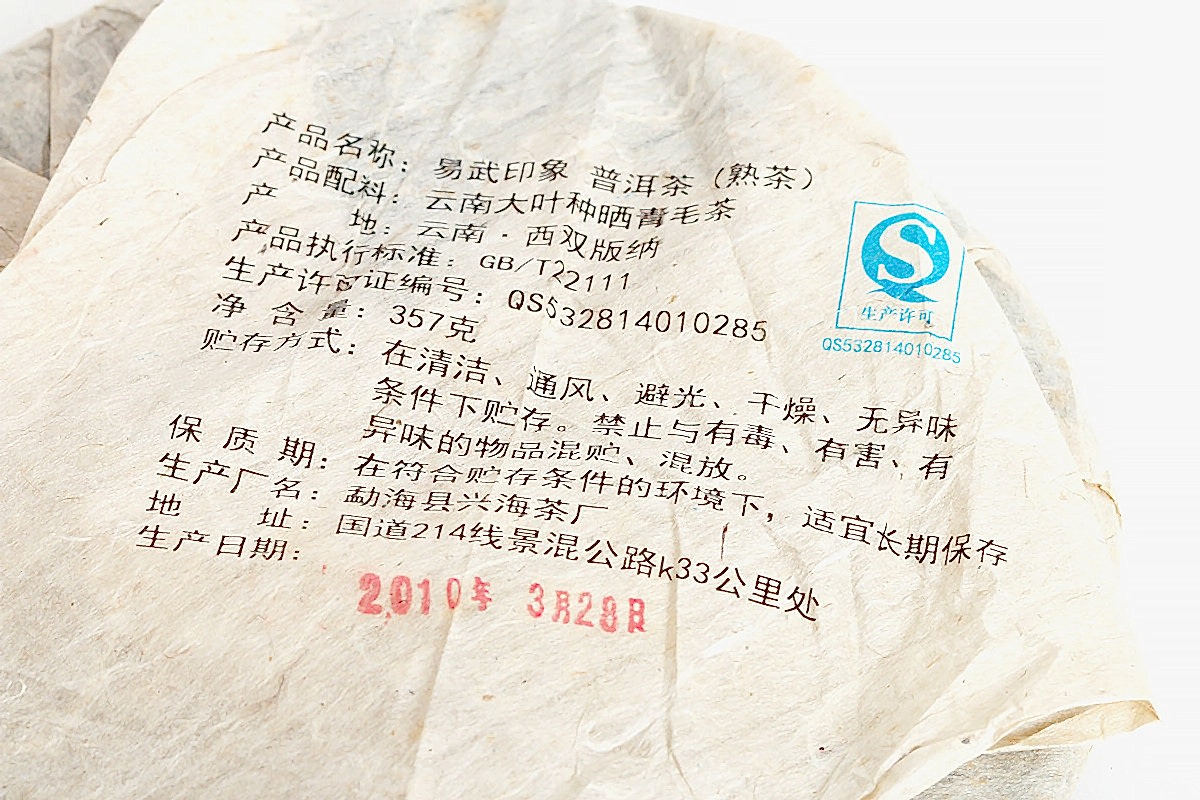 产品名称：易武印象 普洱茶（熟茶）
产品配料：云南大叶种晒青毛茶
产 地：云南·西双版纳
产品执行标准：GB/T22111
生产许可证编号：QS532814010285
净含量：357克
贮存方式：在清洁、通风、避光、干燥、无异味
条件下贮存。禁止与有毒、有害、有
异味的物品混贮、混放。
保质期：在符合贮存条件的环境下，适宜长期保存
生产厂名：勐海县兴海茶厂
地 址：国道214线景混公路k33公里处
生产日期：
2010年 3月28日
生产许可
QS532814010285